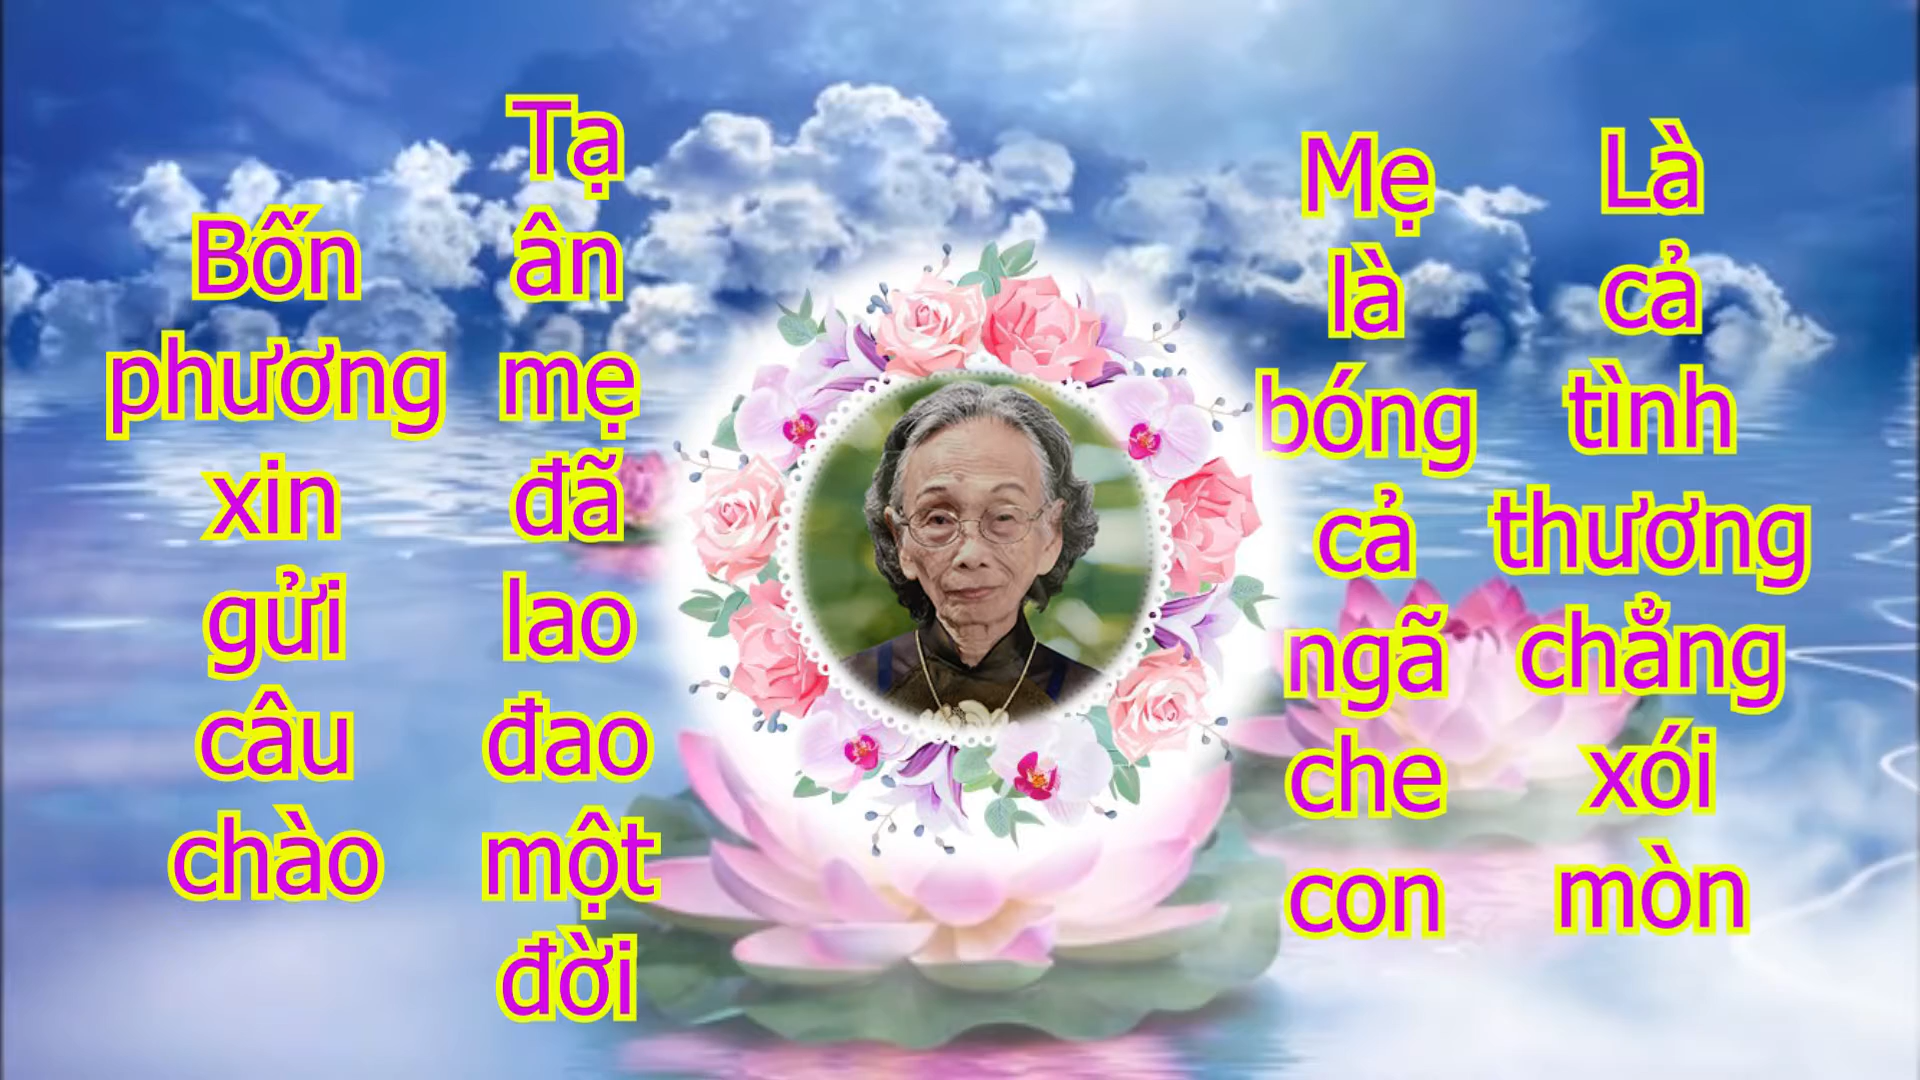 Bốn phương xin gửi câu chào
Tạ ân mẹ đã lao đao một đời
Mẹ là bóng cả ngã che con
Là cả tình thương chẳng xói mòn